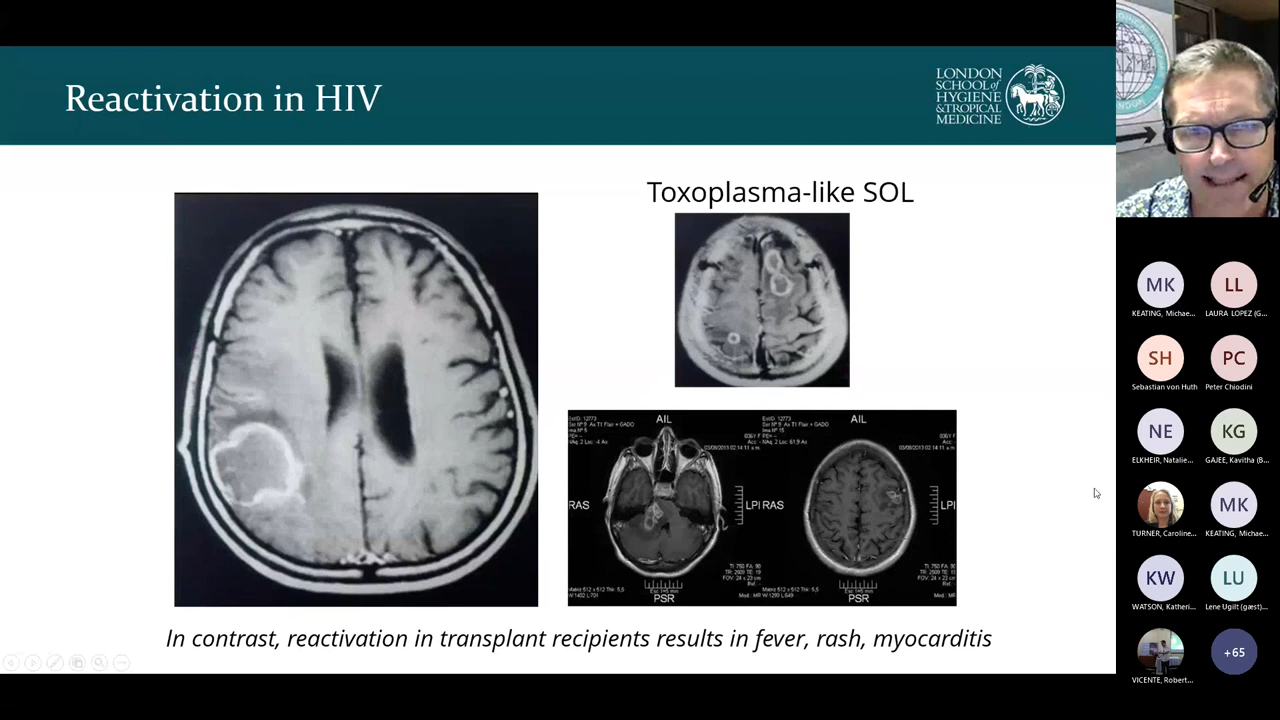 Reactivation in HIV
LONDON
SCHOOL of
HYGIENE
&TROPICAL
MEDICINE
Toxoplasma-like SOL
AIL
AIL
RAS
LPI
RAS
LPI
PSR
PSR
In contrast, reactivation in transplant recipients results in fever, rash, myocarditis
MK
LL
KEATING, Michae...
LAURA LOPEZ (G...
SH
PC
Sebastian von Huth
Peter Chiodini
NE
KG
ELKHEIR, Natalie...
GAJEE, Kavitha (B...
MK
TURNER, Caroline...
KEATING, Michae...
KW
LU
WATSON, Katheri...
Lene Ugilt (gæst)...
+65
VICENTE, Robert...